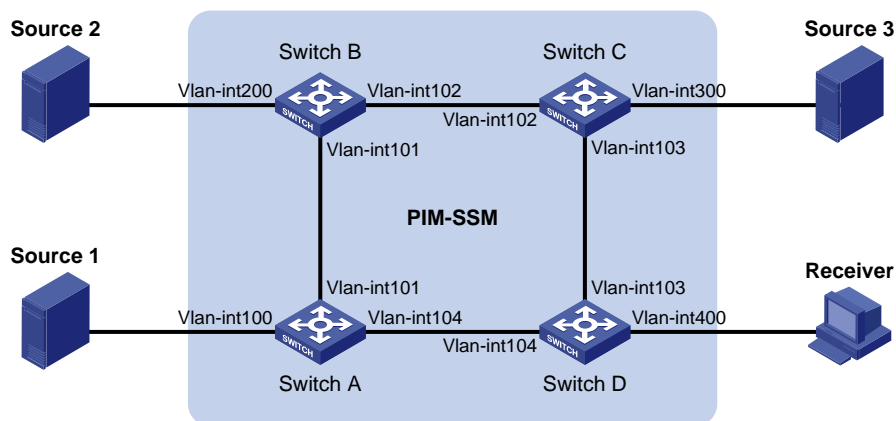 Source 2
Switch B
Switch C
Source 3
Vlan-int200
Vlan-int102
Vlan-int300
Vlan-int102
SWITCH
SWITCH
Vlan-int101
Vlan-int103
PIM-SSM
Source 1
Receiver
Vlan-int101
Vlan-int103
Vlan-int100
Vlan-int104
Vlan-int400
Vlan-int104
SWITCH
SWITCH
Switch A
Switch D